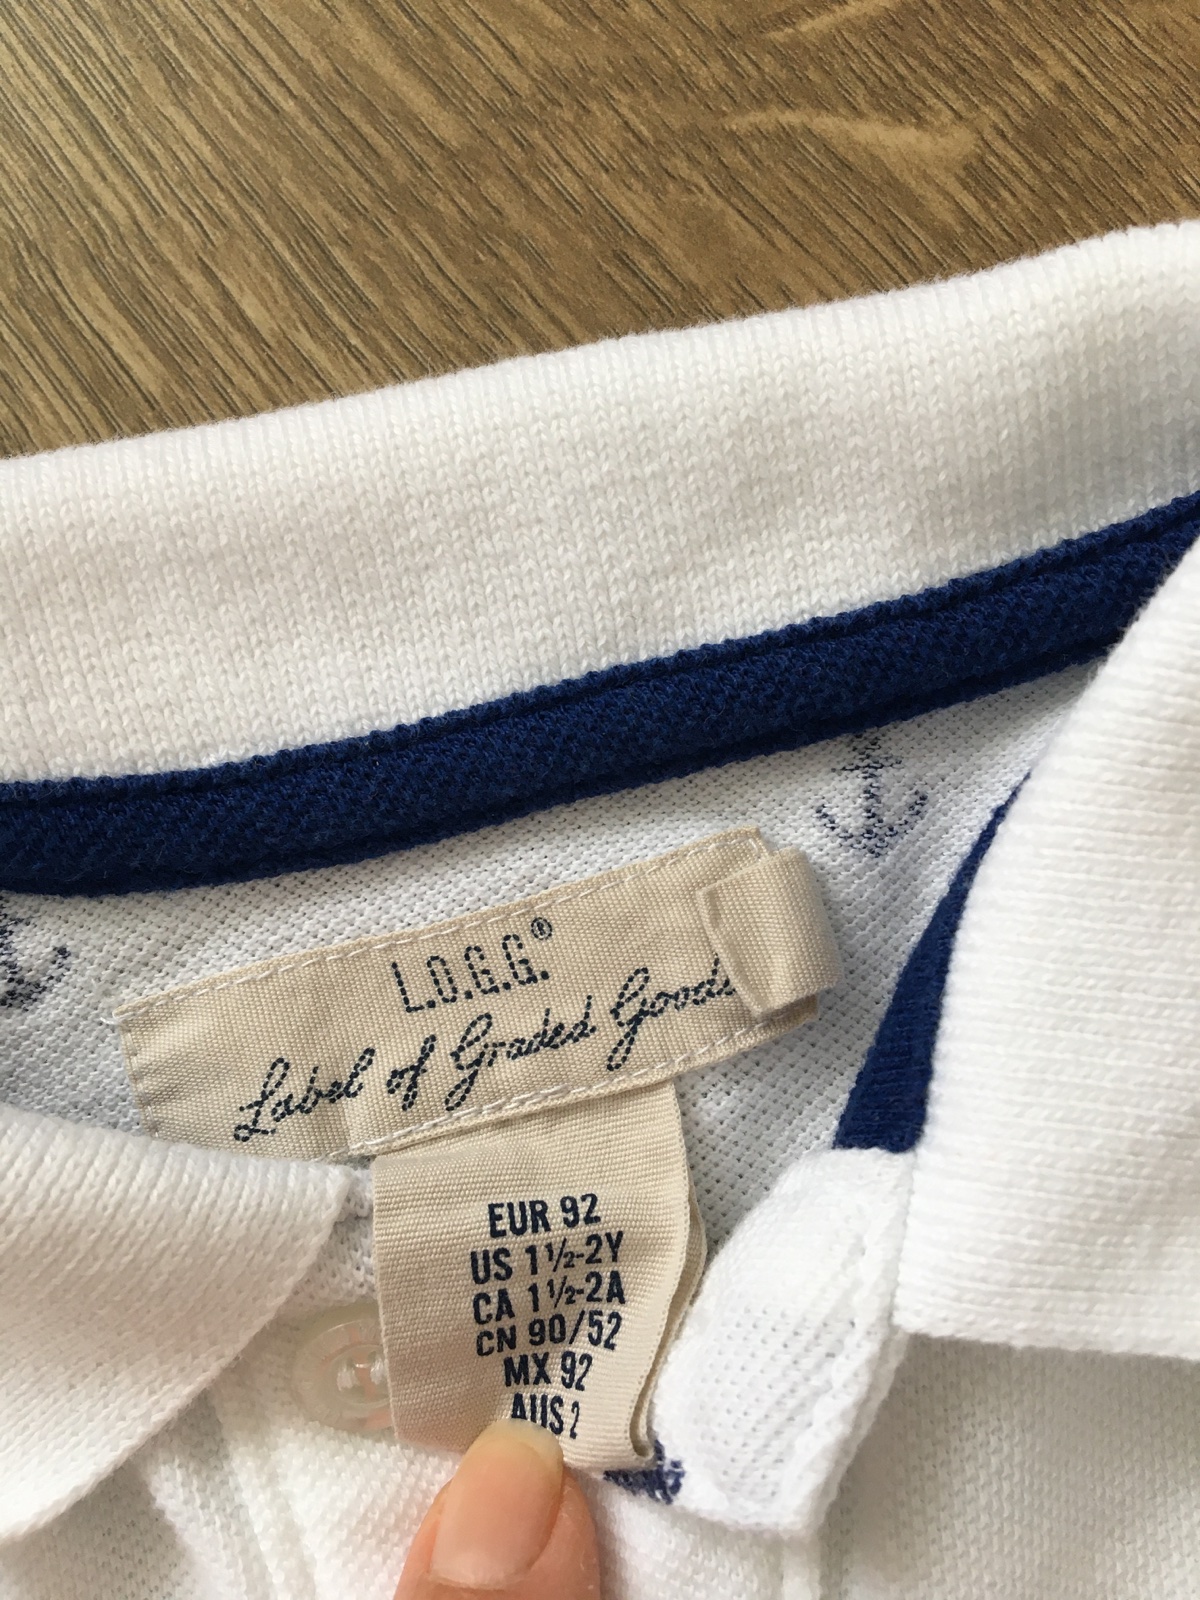 L.O.G.G.®
Label of Graded Goods
EUR 92
US 1½-2Y
CA 1½-2A
CN 90/52
MX 92
AUS 2